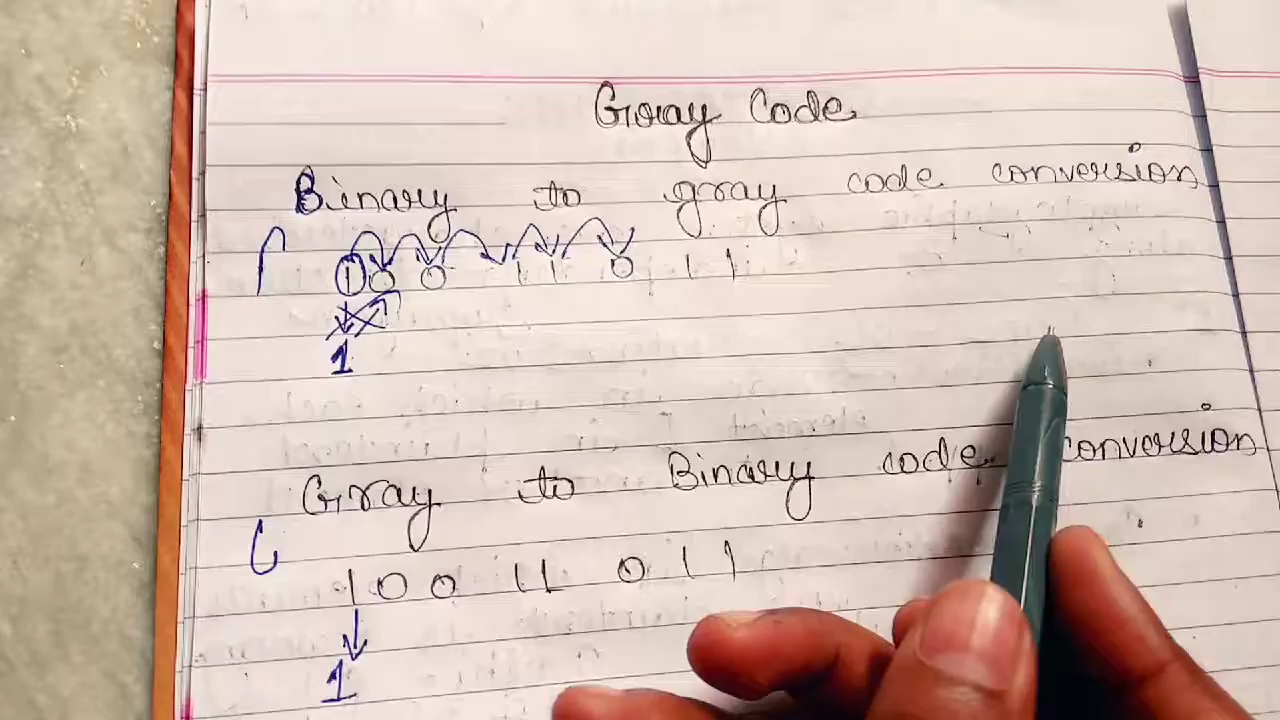 Gray Code
Binary to gray code conversion
1 0 0 1 1 0 1 1
1
Gray to Binary code conversion
1 0 0 1 1 0 1 1
1